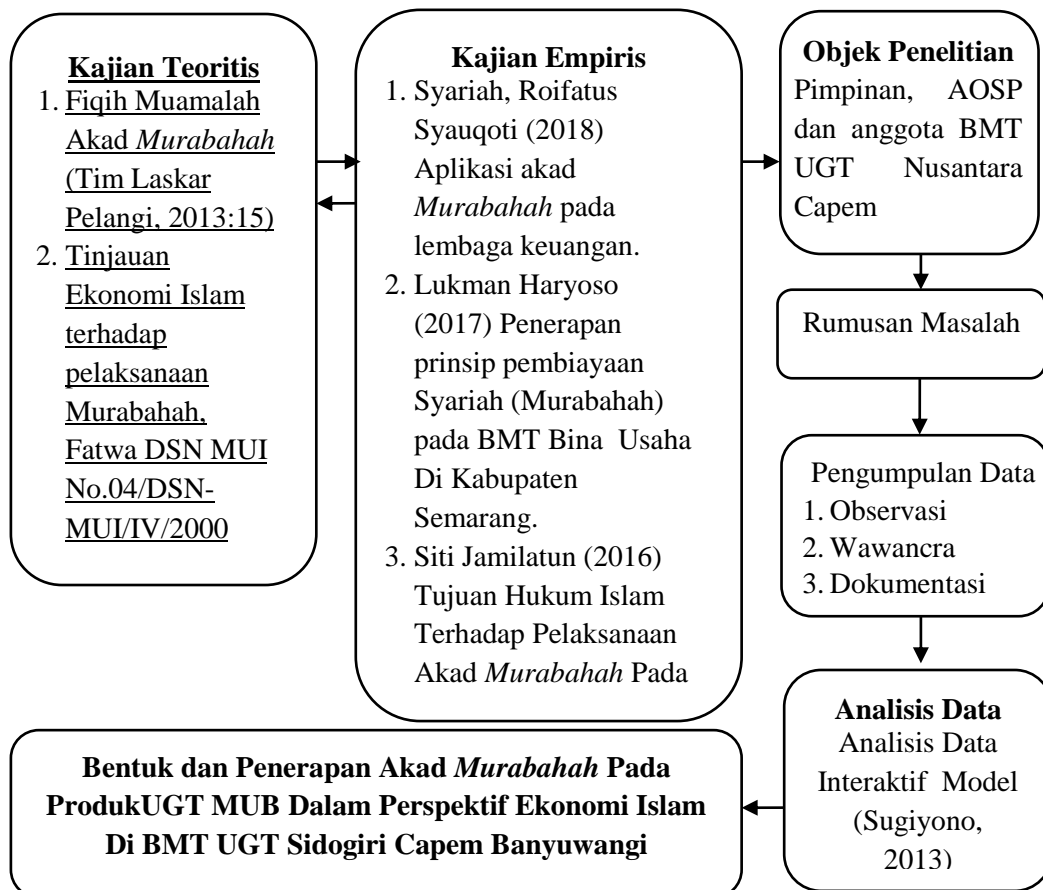 Kajian Teoritis
1. Fiqih Muamalah
Akad Murabahah
(Tim Laskar
Pelangi, 2013:15)
2. Tinjauan
Ekonomi Islam
terhadap
pelaksanaan
Murabahah,
Fatwa DSN MUI
No.04/DSN-
MUI/IV/2000
Kajian Empiris
1. Syariah, Roifatus
Syauqoti (2018)
Aplikasi akad
Murabahah pada
lembaga keuangan.
2. Lukman Haryoso
(2017) Penerapan
prinsip pembiayaan
Syariah (Murabahah)
pada BMT Bina Usaha
Di Kabupaten
Semarang.
3. Siti Jamilatun (2016)
Tujuan Hukum Islam
Terhadap Pelaksanaan
Akad Murabahah Pada
Objek Penelitian
Pimpinan, AOSP
dan anggota BMT
UGT Nusantara
Capem
Rumusan Masalah
Pengumpulan Data
1. Observasi
2. Wawancra
3. Dokumentasi
Analisis Data
Analisis Data
Interaktif Model
(Sugiyono,
2013)
Bentuk dan Penerapan Akad Murabahah Pada
ProdukUGT MUB Dalam Perspektif Ekonomi Islam
Di BMT UGT Sidogiri Capem Banyuwangi